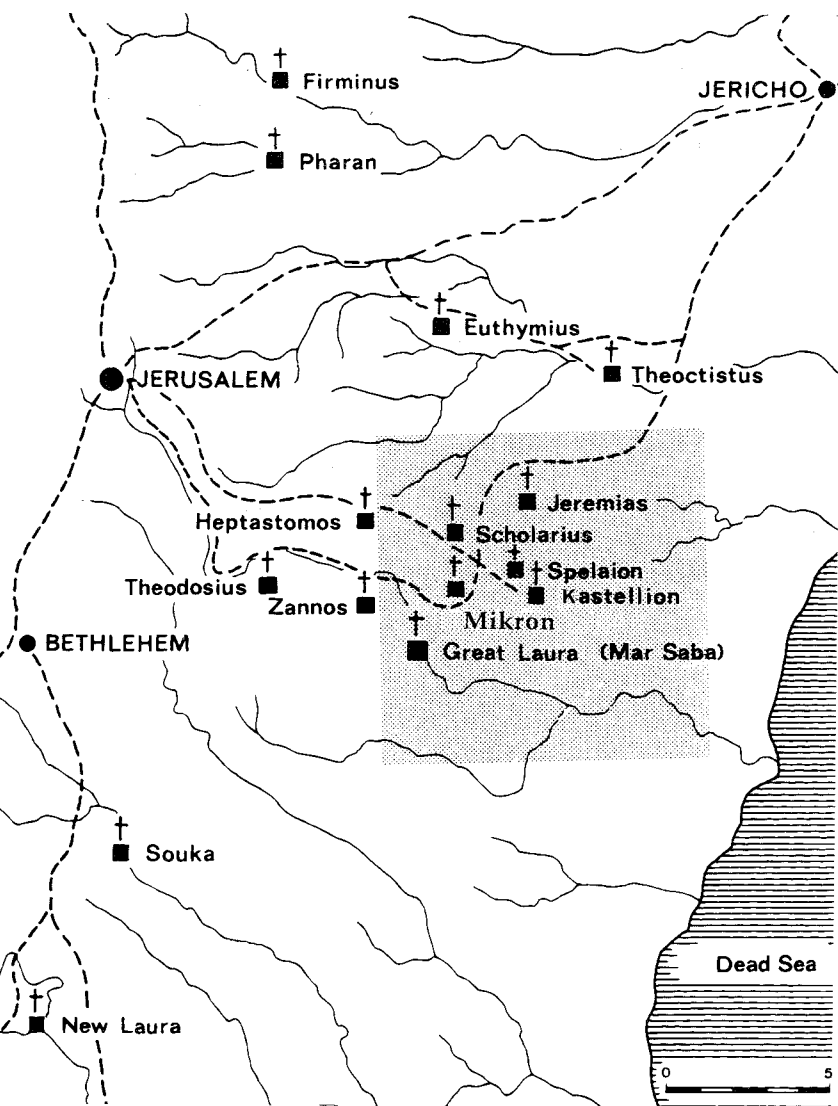 Firminus
JERICHO
Pharan
Euthymius
JERUSALEM
Theoctistus
Jeremias
Heptastomos
Scholarius
Spelaion
Theodosius
Kastellion
Zannos
Mikron
BETHLEHEM
Great Laura (Mar Saba)
Souka
Dead Sea
New Laura
0 5